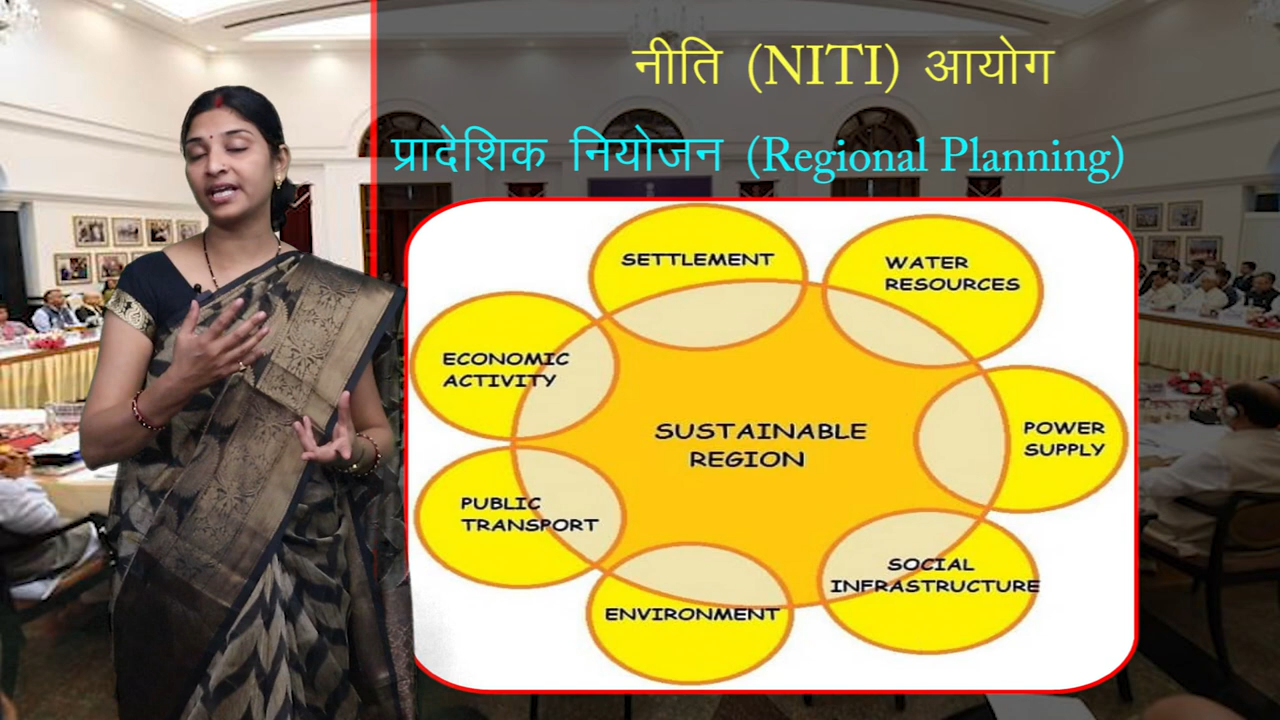 नीति (NITI) आयोग
प्रादेशिक नियोजन (Regional Planning)
SETTLEMENT
WATER
RESOURCES
ECONOMIC
ACTIVITY
POWER
SUPPLY
SUSTAINABLE
REGION
PUBLIC
TRANSPORT
SOCIAL
INFRASTRUCTURE
ENVIRONMENT